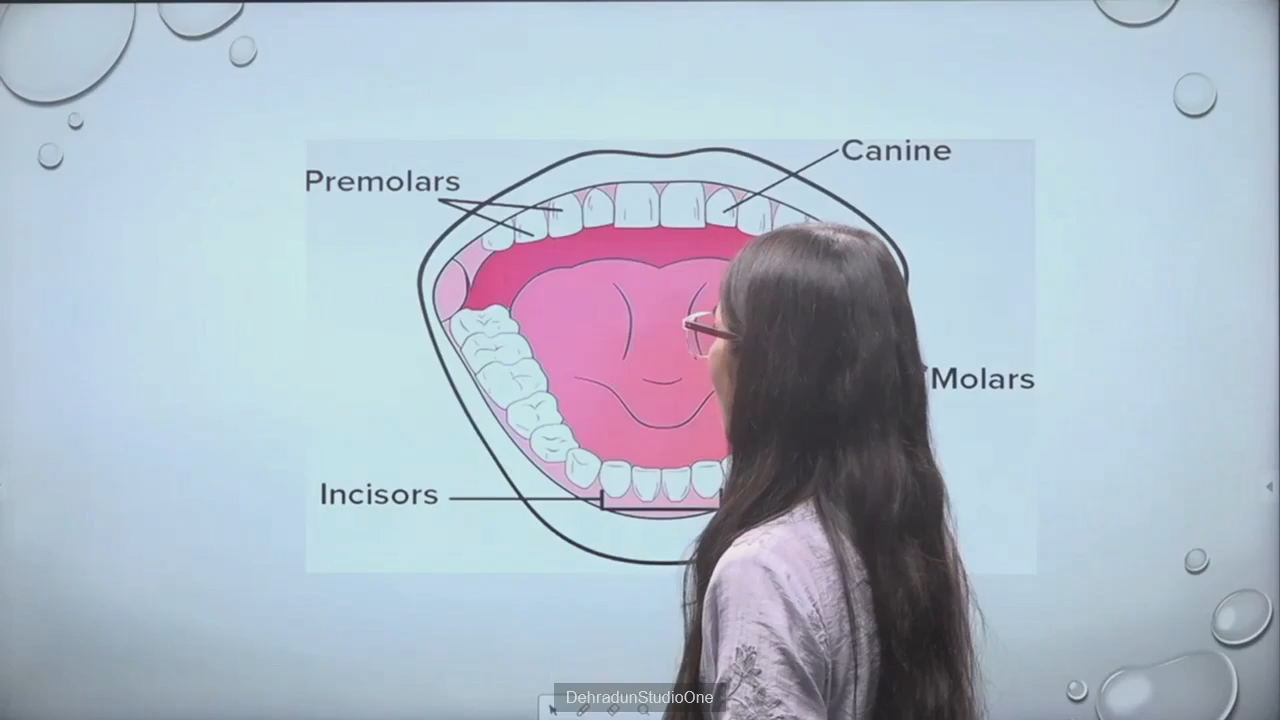 Canine
Premolars
Molars
Incisors
DehradunStudioOne